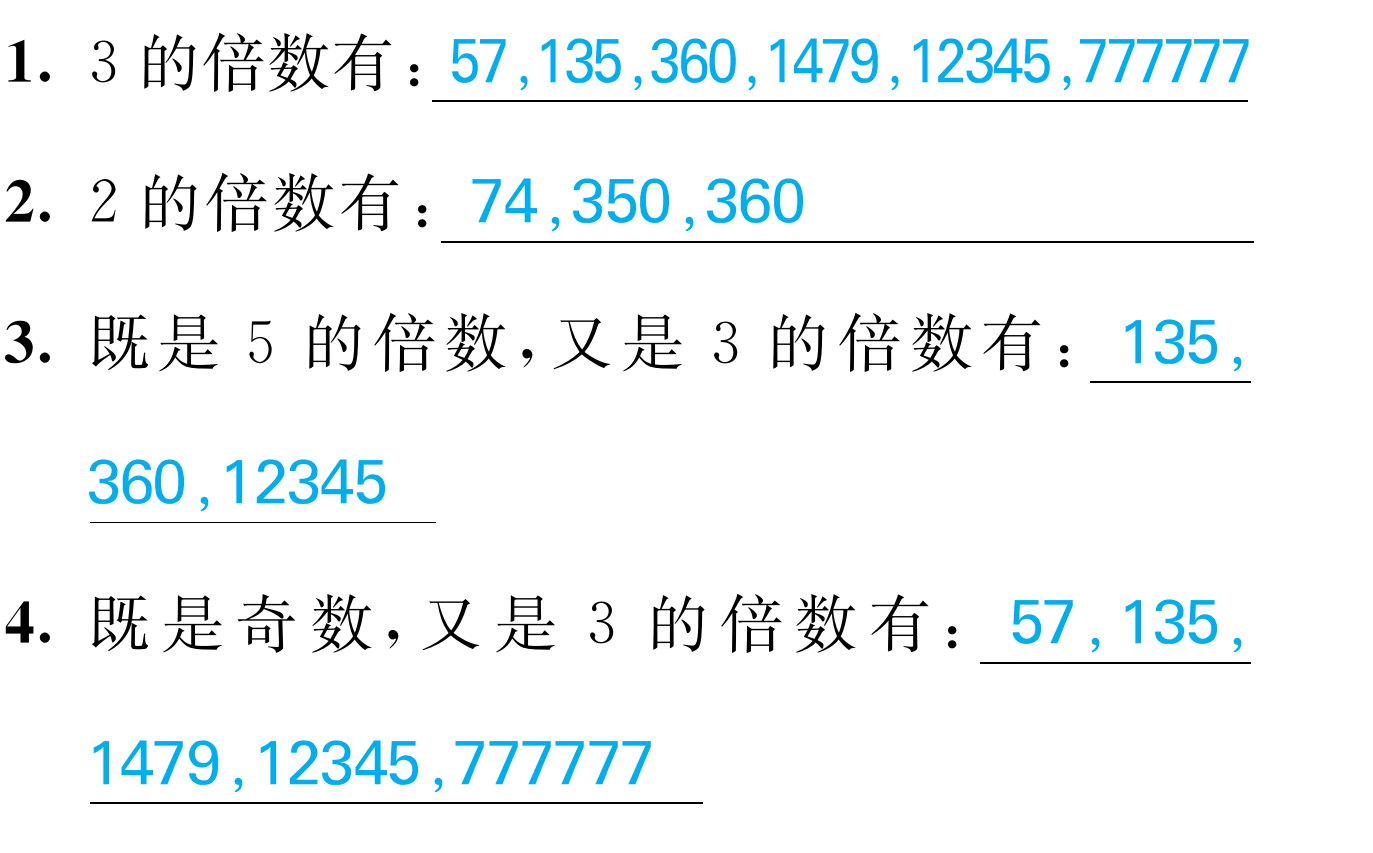 1. 3 的倍数有：57,135,360,1479,12345,777777
2. 2 的倍数有：74,350,360
3. 既是 5 的倍数，又是 3 的倍数有：135,
360,12345
4. 既是奇数，又是 3 的倍数有：57,135,
1479,12345,777777